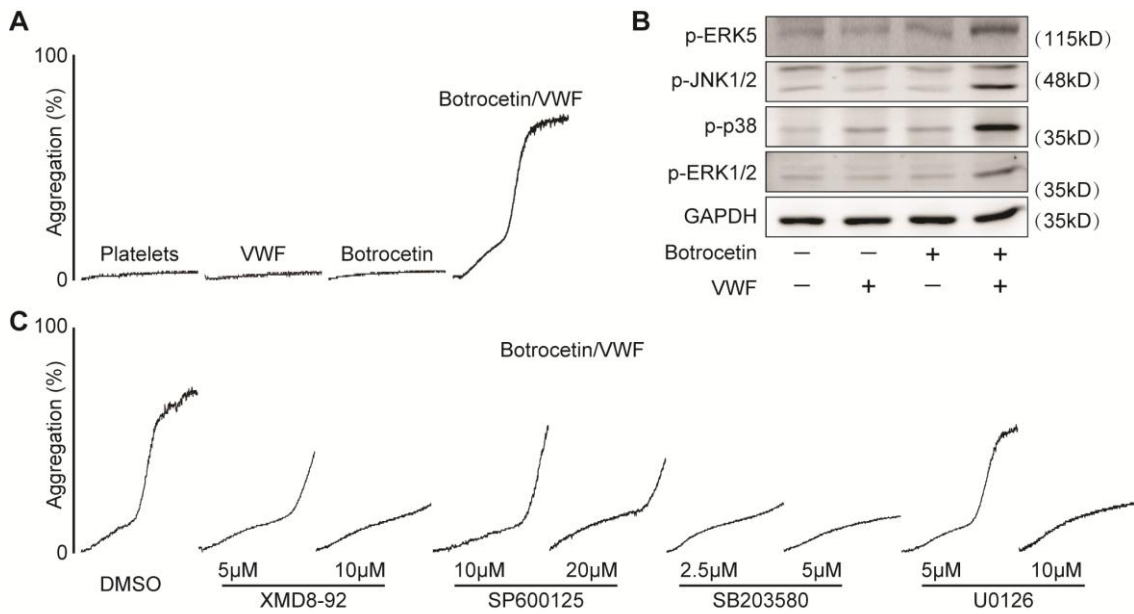 A
100
Aggregation (%)
0
Platelets
VWF
Botrocetin
Botrocetin/VWF
B
p-ERK5 (115kD)
p-JNK1/2 (48kD)
p-p38 (35kD)
p-ERK1/2 (35kD)
GAPDH (35kD)
Botrocetin − − + +
VWF − + − +
C
100
Aggregation (%)
0
Botrocetin/VWF
DMSO
5μM 10μM 10μM 20μM 2.5μM 5μM 5μM 10μM
XMD8-92 SP600125 SB203580 U0126